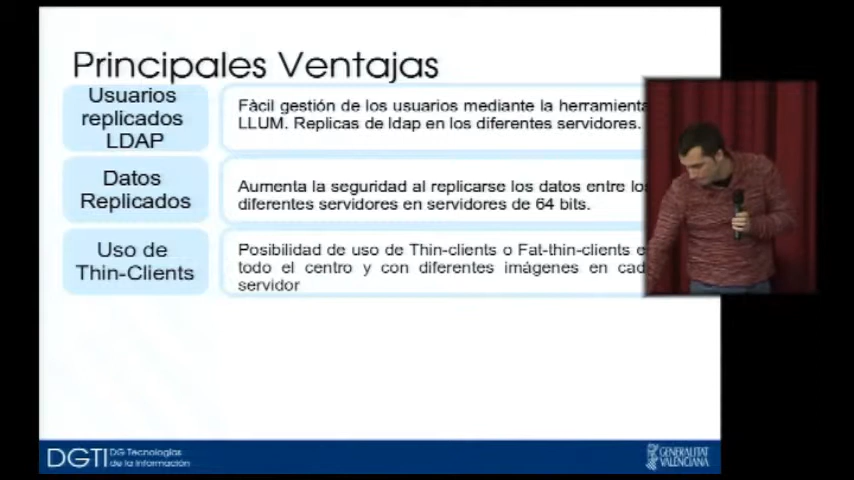 Principales Ventajas
Usuarios
replicados
LDAP
Fàcil gestión de los usuarios mediante la herramienta
LLUM. Replicas de ldap en los diferentes servidores.
Datos
Replicados
Aumenta la seguridad al replicarse los datos entre los
diferentes servidores en servidores de 64 bits.
Uso de
Thin-Clients
Posibilidad de uso de Thin-clients o Fat-thin-clients
todo el centro y con diferentes imágenes en
servidor
DGTI DG Tecnologías
de la Información
GENERALITAT
VALENCIANA